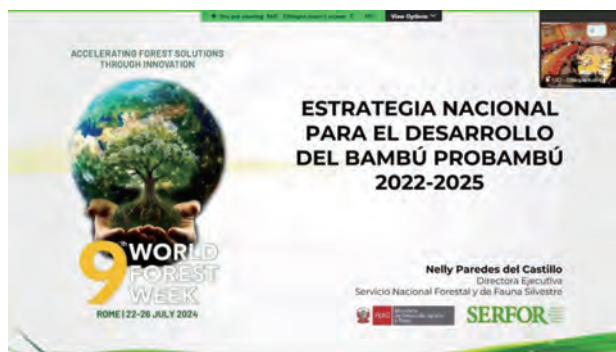 View Options
ACCELERATING FOREST SOLUTIONS
THROUGH INNOVATION
ESTRATEGIA NACIONAL
PARA EL DESARROLLO
DEL BAMBÚ PROBAMBÚ
2022-2025
9th WORLD
FOREST
WEEK
ROME | 22-26 JULY 2024
Nelly Paredes del Castillo
Directora Ejecutiva
Servicio Nacional Forestal y de Fauna Silvestre
PERÚ
SERFOR